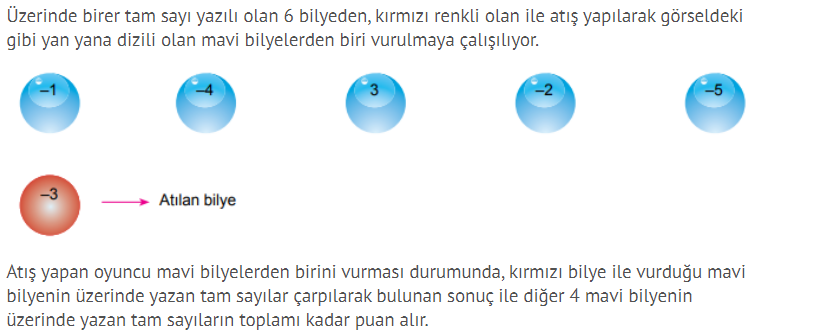 Üzerinde birer tam sayı yazılı olan 6 bilyeden, kırmızı renkli olan ile atış yapılarak görseldeki
gibi yan yana dizili olan mavi bilyelerden biri vurulmaya çalışılıyor.
–1 –4 3 –2 –5
–3 Atılan bilye
Atış yapan oyuncu mavi bilyelerden birini vurması durumunda, kırmızı bilye ile vurduğu mavi
bilyenin üzerinde yazan tam sayılar çarpılarak bulunan sonuç ile diğer 4 mavi bilyenin
üzerinde yazan tam sayıların toplamı kadar puan alır.